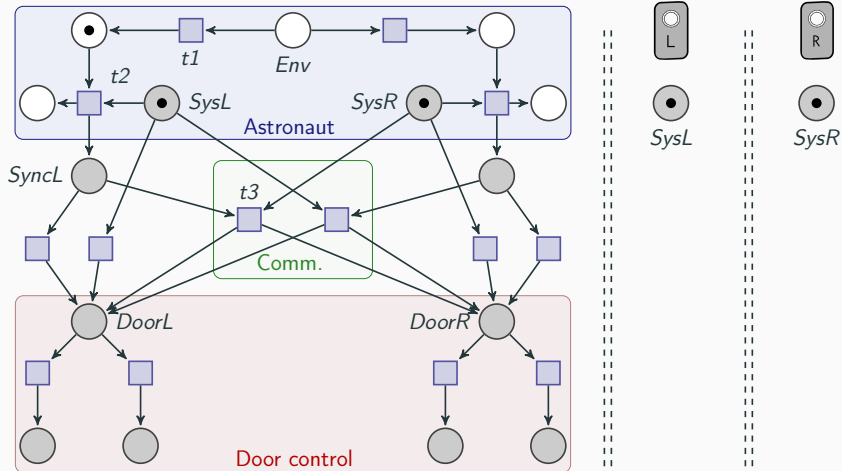 L
R
t1
Env
t2
SysL
SysR
SysL
SysR
Astronaut
SyncL
t3
Comm.
DoorL
DoorR
Door control